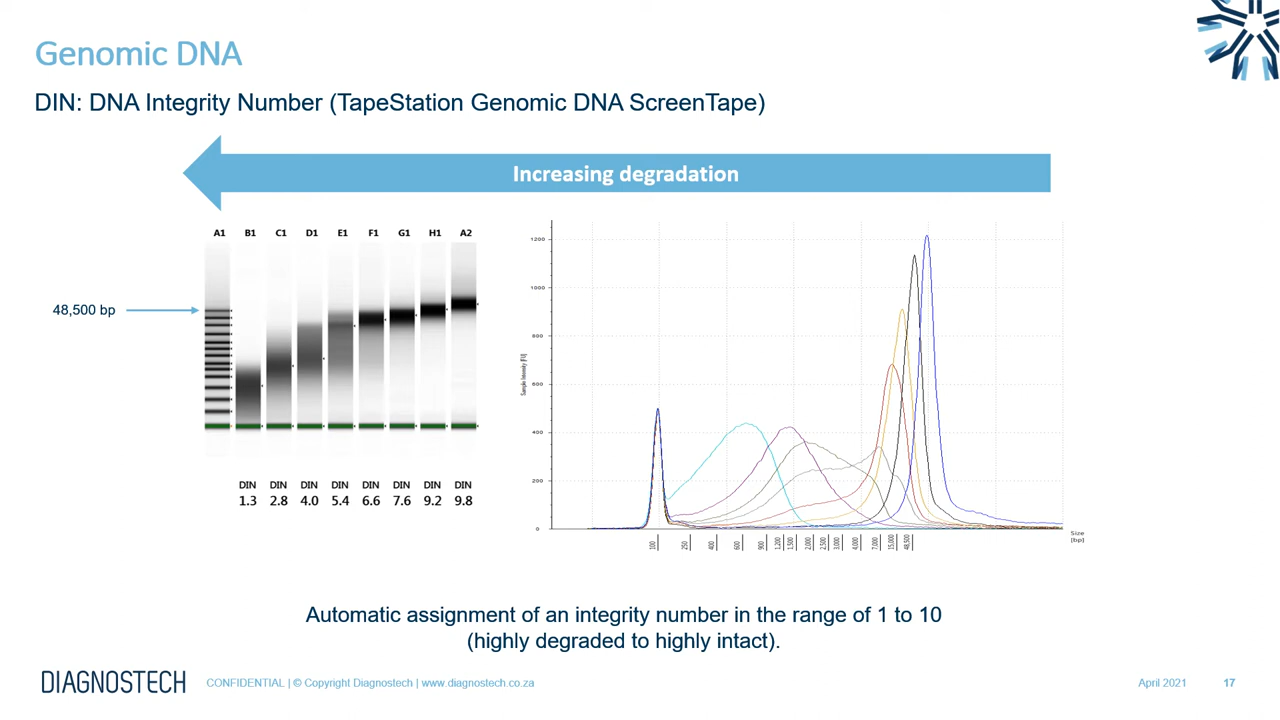 Genomic DNA
DIN: DNA Integrity Number (TapeStation Genomic DNA ScreenTape)
Increasing degradation
A1 B1 C1 D1 E1 F1 G1 H1 A2
48,500 bp
DIN DIN DIN DIN DIN DIN DIN DIN
1.3 2.8 4.0 5.4 6.6 7.6 9.2 9.8
Sample Intensity [FU]
1200
1000
800
600
400
200
0
100 250 400 600 900 1,200 1,500 2,000 2,500 3,000 4,000 7,000 15,000 48,500
Size
[bp]
Automatic assignment of an integrity number in the range of 1 to 10
(highly degraded to highly intact).
DIAGNOSTECH CONFIDENTIAL | © Copyright Diagnostech | www.diagnostech.co.za April 2021 17